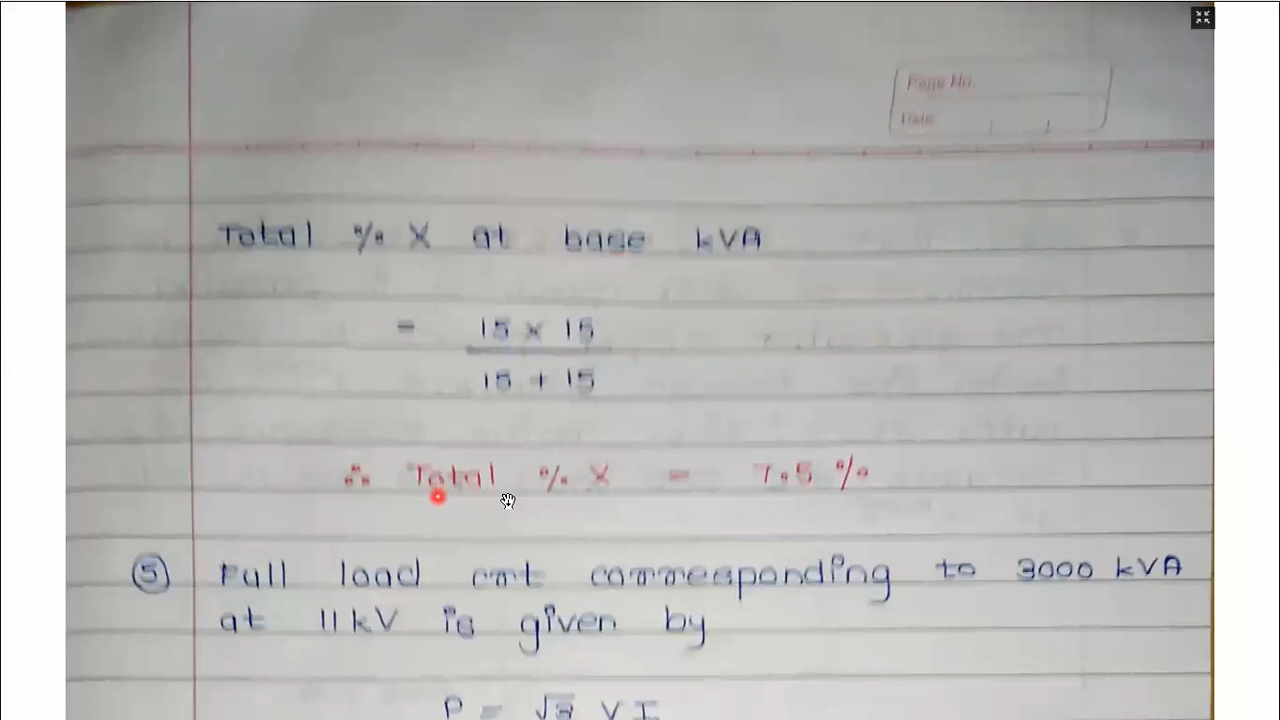 Page No.
Date
Total % X at base kVA
= 15 x 15
15 + 15
∴ Total % X = 7.5 %
⑤ Full load cnt corresponding to 3000 kVA
at 11 kV is given by
P = √3 V I